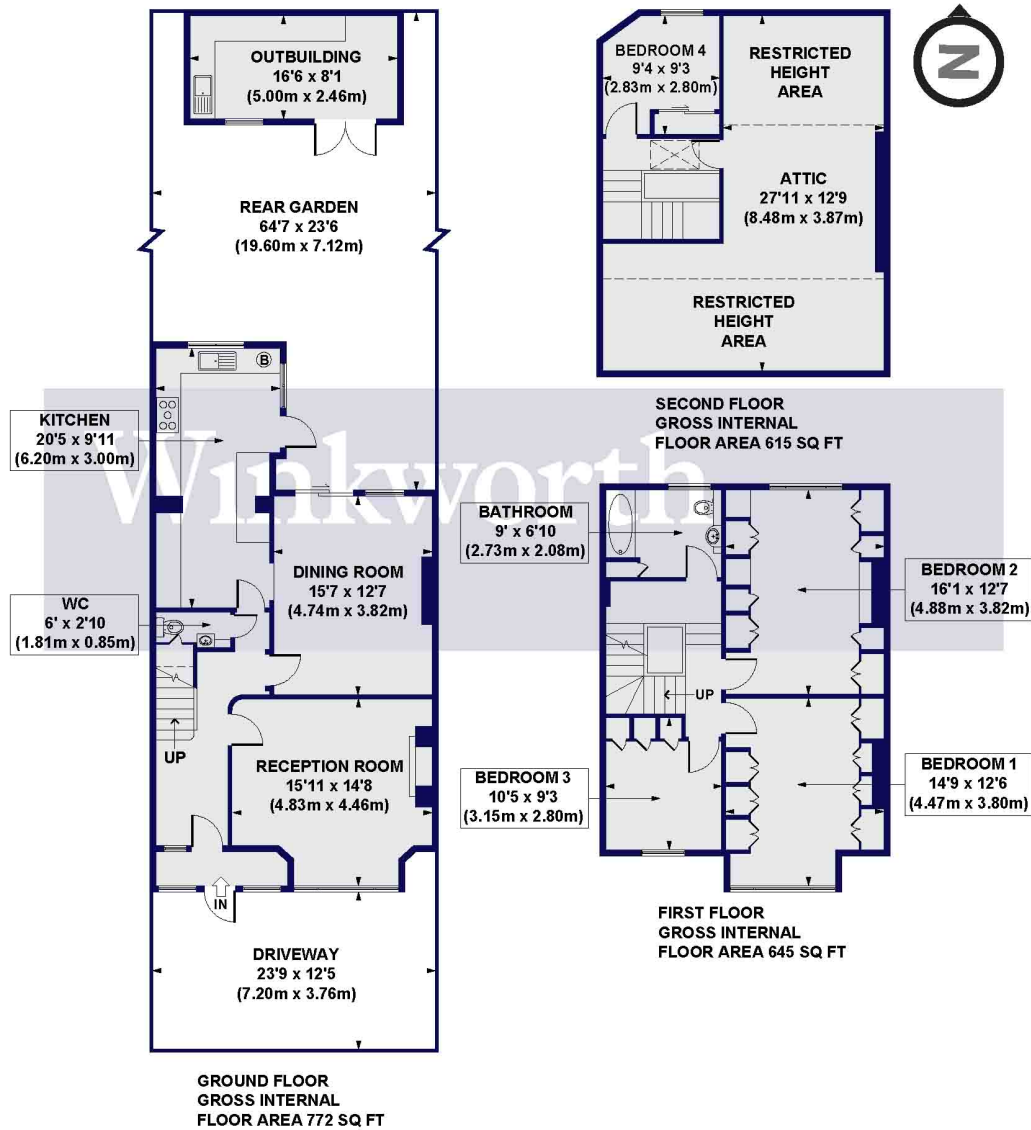 OUTBUILDING
16'6 x 8'1
(5.00m x 2.46m)
REAR GARDEN
64'7 x 23'6
(19.60m x 7.12m)
B
KITCHEN
20'5 x 9'11
(6.20m x 3.00m)
DINING ROOM
15'7 x 12'7
(4.74m x 3.82m)
WC
6' x 2'10
(1.81m x 0.85m)
UP
RECEPTION ROOM
15'11 x 14'8
(4.83m x 4.46m)
IN
DRIVEWAY
23'9 x 12'5
(7.20m x 3.76m)
GROUND FLOOR
GROSS INTERNAL
FLOOR AREA 772 SQ FT
Winkworth
N
BEDROOM 4
9'4 x 9'3
(2.83m x 2.80m)
RESTRICTED
HEIGHT
AREA
ATTIC
27'11 x 12'9
(8.48m x 3.87m)
RESTRICTED
HEIGHT
AREA
SECOND FLOOR
GROSS INTERNAL
FLOOR AREA 615 SQ FT
BATHROOM
9' x 6'10
(2.73m x 2.08m)
BEDROOM 2
16'1 x 12'7
(4.88m x 3.82m)
UP
BEDROOM 3
10'5 x 9'3
(3.15m x 2.80m)
BEDROOM 1
14'9 x 12'6
(4.47m x 3.80m)
FIRST FLOOR
GROSS INTERNAL
FLOOR AREA 645 SQ FT